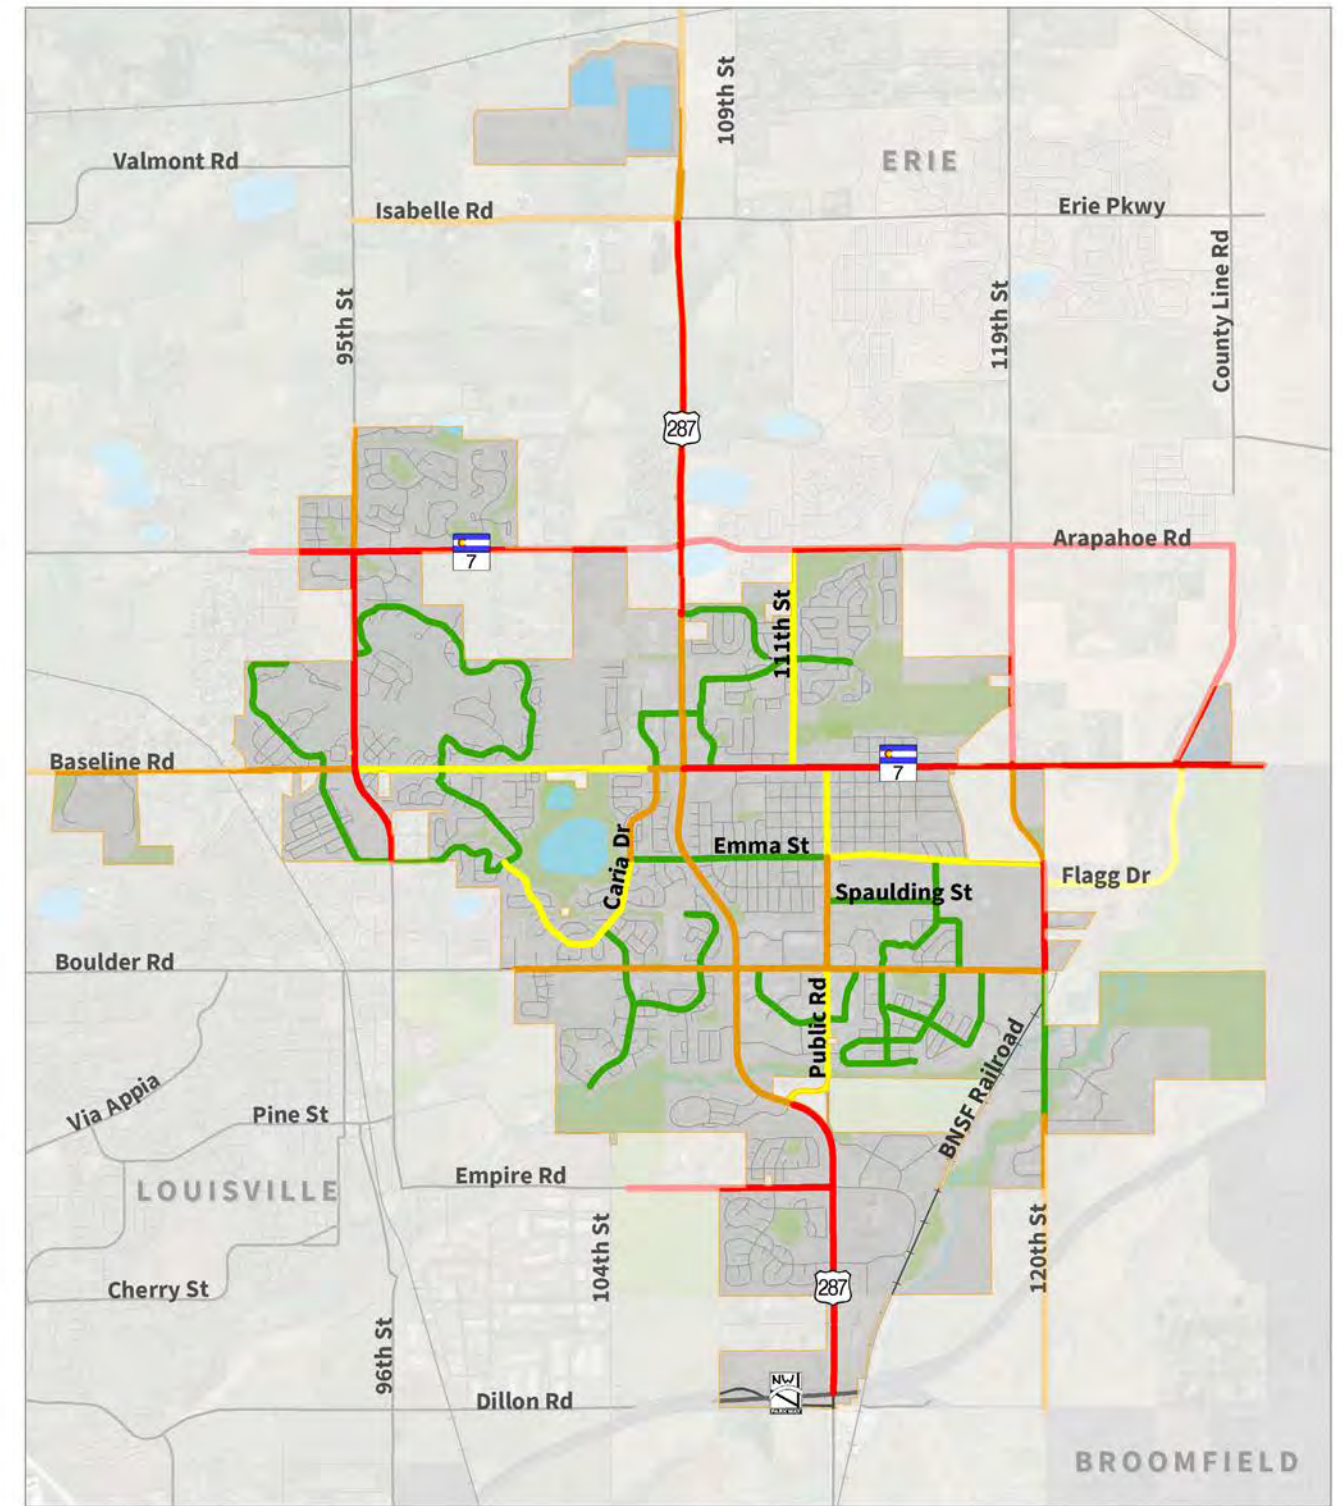 109th St
ERIE
Valmont Rd
Isabelle Rd
Erie Pkwy
County Line Rd
95th St
119th St
287
Arapahoe Rd
7
111th St
Baseline Rd
7
Caria Dr
Emma St
Flagg Dr
Spaulding St
Boulder Rd
Public Rd
BNSF Railroad
Via Appia
Pine St
Empire Rd
LOUISVILLE
104th St
120th St
Cherry St
287
96th St
NW
PARKWAY
Dillon Rd
BROOMFIELD